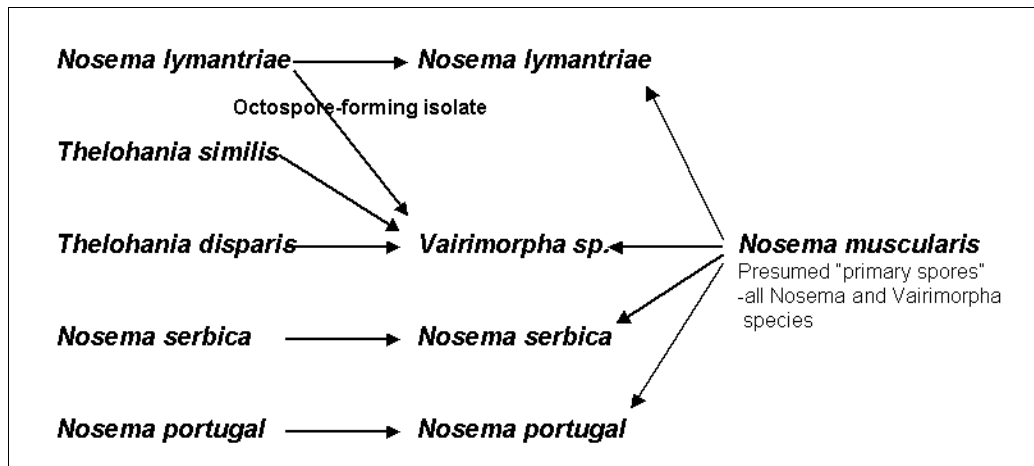 Nosema lymantriae
Nosema lymantriae
Octospore-forming isolate
Thelohania similis
Thelohania disparis
Vairimorpha sp.
Nosema muscularis
Presumed "primary spores"
-all Nosema and Vairimorpha
species
Nosema serbica
Nosema serbica
Nosema portugal
Nosema portugal